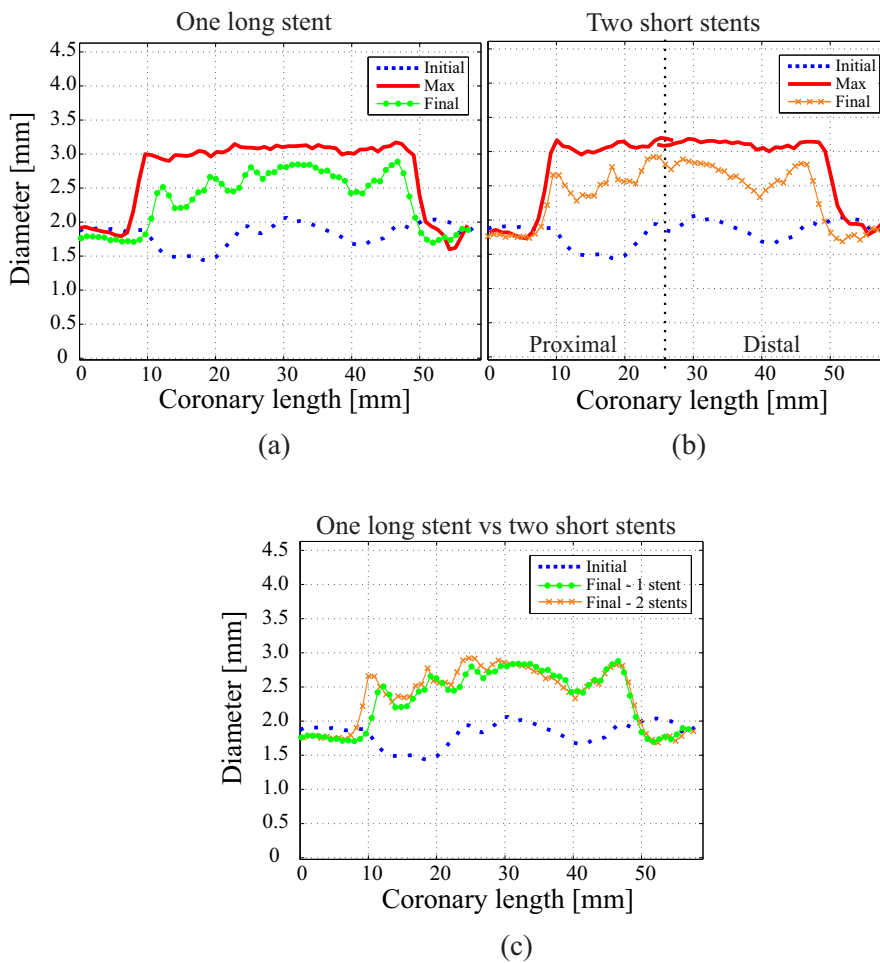 One long stent
4.5
4.0
3.5
3.0
2.5
2.0
1.5
1.0
0.5
0
Diameter [mm]
Initial
Max
Final
0 10 20 30 40 50
Coronary length [mm]
(a)
Two short stents
Initial
Max
Final
Proximal Distal
0 10 20 30 40 50
Coronary length [mm]
(b)
One long stent vs two short stents
4.5
4.0
3.5
3.0
2.5
2.0
1.5
1.0
0.5
0
Diameter [mm]
Initial
Final - 1 stent
Final - 2 stents
0 10 20 30 40 50
Coronary length [mm]
(c)